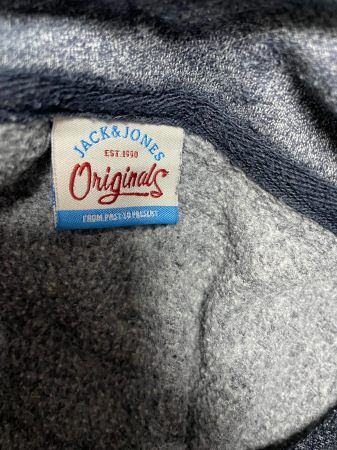 JACK&JONES
EST. 1990
Originals
FROM PAST TO PRESENT